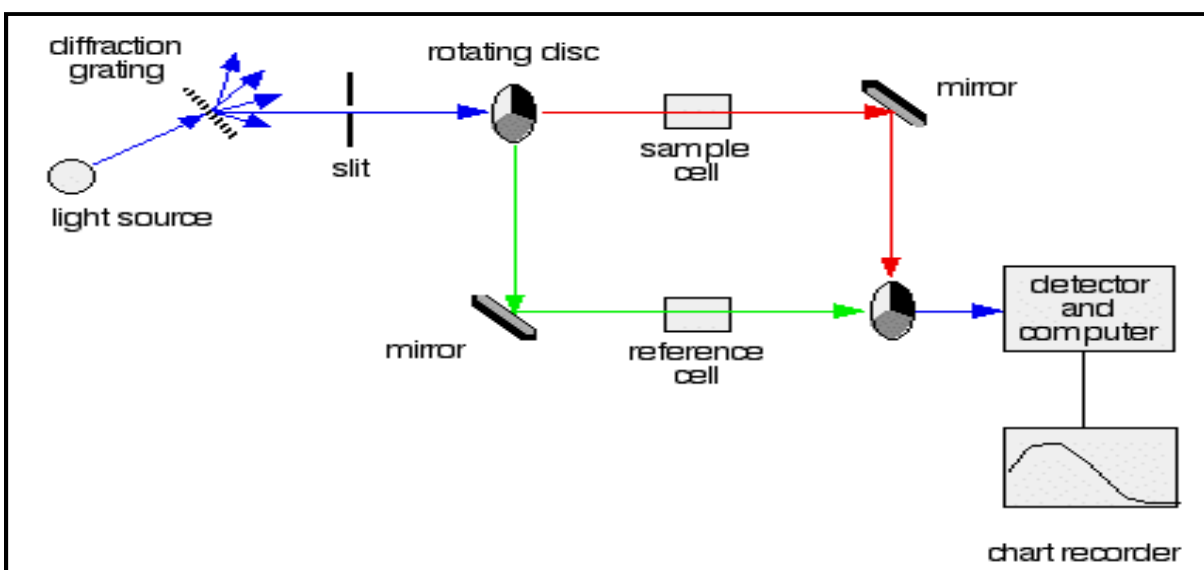 diffraction
grating
rotating disc
mirror
slit
sample
cell
light source
detector
and
computer
mirror
reference
cell
chart recorder